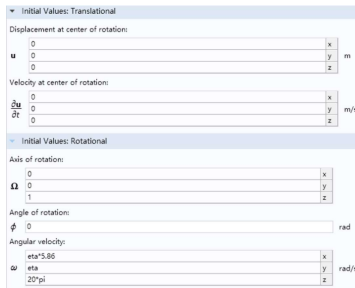 Initial Values: Translational
Displacement at center of rotation:
0 x
u 0 y m
0 z
Velocity at center of rotation:
0 x
∂u/∂t 0 y m/s
0 z
Initial Values: Rotational
Axis of rotation:
0 x
Ω 0 y
1 z
Angle of rotation:
ϕ 0 rad
Angular velocity:
eta*5.86 x
ω eta y rad/s
20*pi z